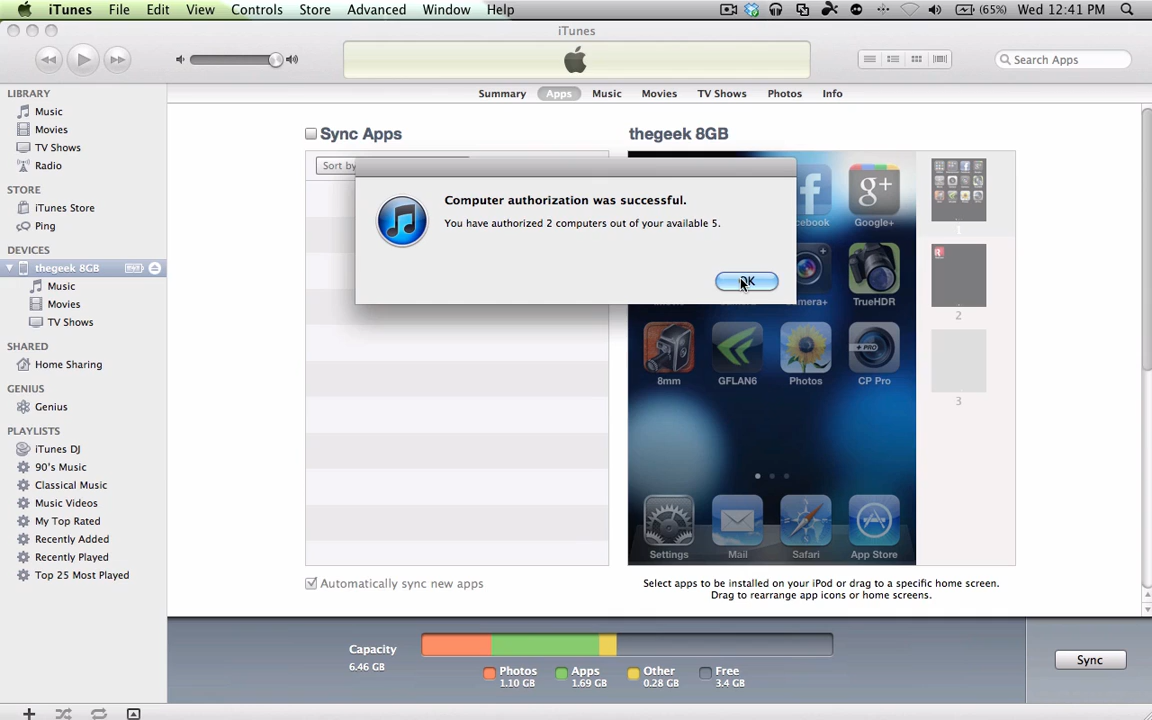 iTunes File Edit View Controls Store Advanced Window Help (65%) Wed 12:41 PM
iTunes
Search Apps
LIBRARY
Music
Movies
TV Shows
Radio
STORE
iTunes Store
Ping
DEVICES
thegeek 8GB
Music
Movies
TV Shows
SHARED
Home Sharing
GENIUS
Genius
PLAYLISTS
iTunes DJ
90's Music
Classical Music
Music Videos
My Top Rated
Recently Added
Recently Played
Top 25 Most Played
Summary Apps Music Movies TV Shows Photos Info
Sync Apps
Sort by
thegeek 8GB
Computer authorization was successful.
You have authorized 2 computers out of your available 5.
OK
Google+
TrueHDR
8mm GFLAN6 Photos CP Pro
Settings Mail Safari App Store
1
2
3
Automatically sync new apps
Select apps to be installed on your iPod or drag to a specific home screen.
Drag to rearrange app icons or home screens.
Capacity
6.46 GB
Photos
1.10 GB
Apps
1.69 GB
Other
0.28 GB
Free
3.4 GB
Sync